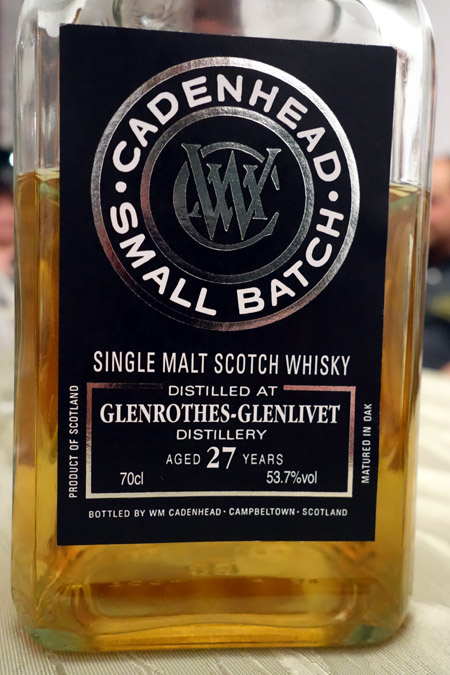 CADENHEAD
WC
· SMALL BATCH ·
SINGLE MALT SCOTCH WHISKY
DISTILLED AT
GLENROTHES-GLENLIVET
DISTILLERY
AGED 27 YEARS
70cl 53.7%vol
PRODUCT OF SCOTLAND
MATURED IN OAK
BOTTLED BY WM CADENHEAD · CAMPBELTOWN · SCOTLAND